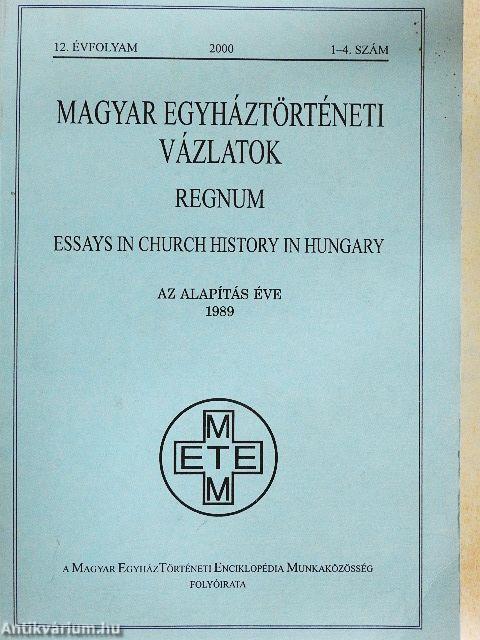 12. ÉVFOLYAM 2000 1–4. SZÁM
MAGYAR EGYHÁZTÖRTÉNETI
VÁZLATOK
REGNUM
ESSAYS IN CHURCH HISTORY IN HUNGARY
AZ ALAPÍTÁS ÉVE
1989
M
ETE
M
A MAGYAR EGYHÁZTÖRTÉNETI ENCIKLOPÉDIA MUNKAKÖZÖSSÉG
FOLYÓIRATA
Antikvárium.hu